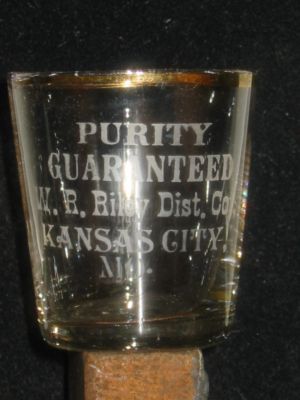 PURITY
GUARANTEED
W. R. Riley Dist. Co.
KANSAS CITY,
MO.